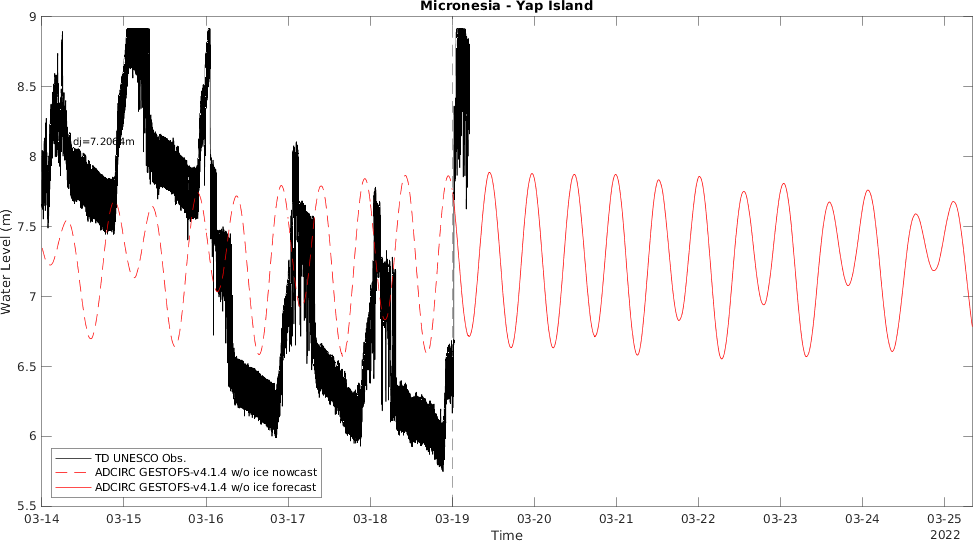 Micronesia - Yap Island
9
8.5
8
7.5
7
6.5
6
5.5
Water Level (m)
dj=7.2064m
TD UNESCO Obs.
ADCIRC GESTOFS-v4.1.4 w/o ice nowcast
ADCIRC GESTOFS-v4.1.4 w/o ice forecast
03-14 03-15 03-16 03-17 03-18 03-19 03-20 03-21 03-22 03-23 03-24 03-25
2022
Time